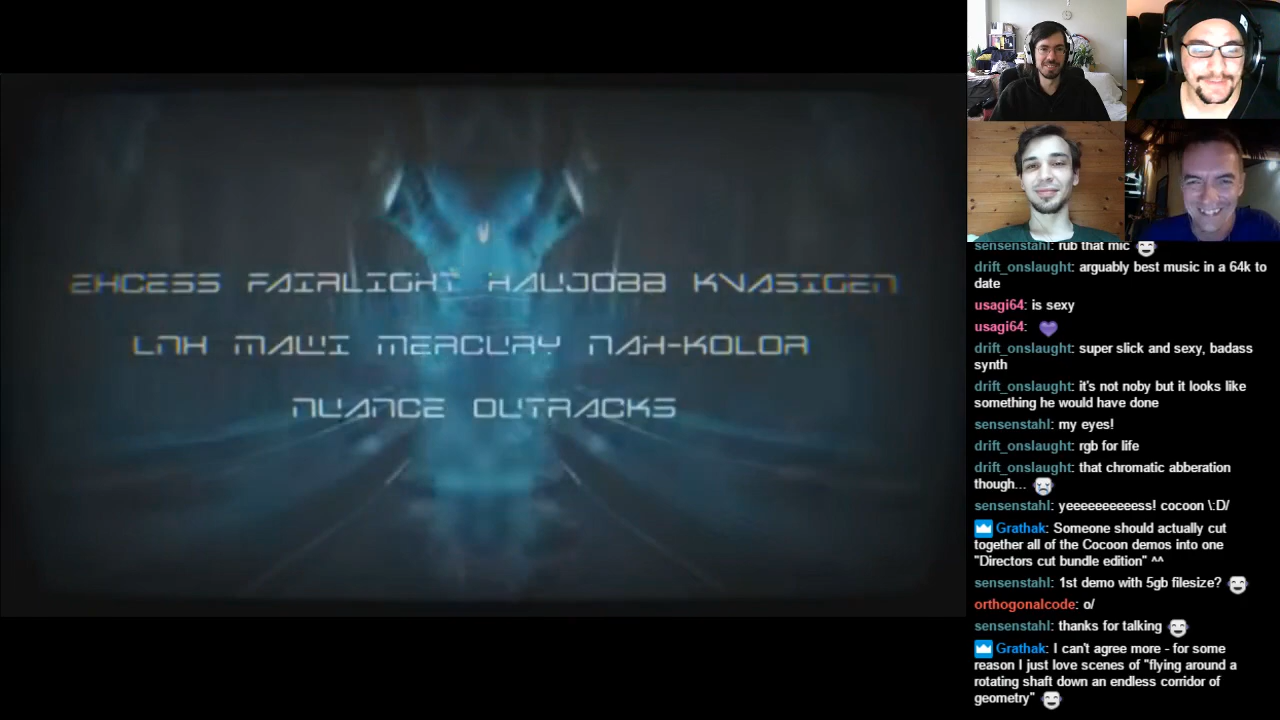 EXCESS FAIRLIGHT HAUJOBB KVASIGEN
LNX MAWI MERCURY NAH-KOLOR
NUANCE OUTRACKS
sensenstahl: rub that mic
drift_onslaught: arguably best music in a 64k to
date
usagi64: is sexy
usagi64:
drift_onslaught: super slick and sexy, badass
synth
drift_onslaught: it's not noby but it looks like
something he would have done
sensenstahl: my eyes!
drift_onslaught: rgb for life
drift_onslaught: that chromatic abberation
though...
sensenstahl: yeeeeeeeeess! cocoon \:D/
Grathak: Someone should actually cut
together all of the Cocoon demos into one
"Directors cut bundle edition" ^^
sensenstahl: 1st demo with 5gb filesize?
orthogonalcode: o/
sensenstahl: thanks for talking
Grathak: I can't agree more - for some
reason I just love scenes of "flying around a
rotating shaft down an endless corridor of
geometry"